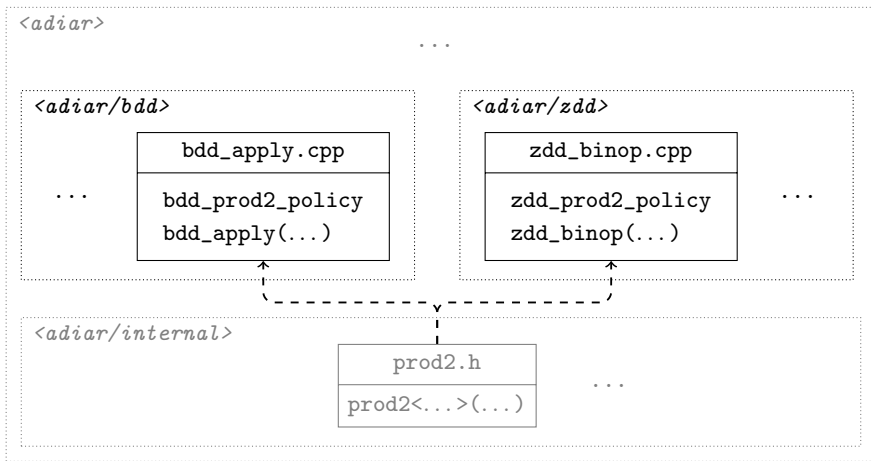 <adiar>
...
<adiar/bdd>
<adiar/zdd>
bdd_apply.cpp
zdd_binop.cpp
...
bdd_prod2_policy
bdd_apply(...)
zdd_prod2_policy
zdd_binop(...)
...
<adiar/internal>
prod2.h
prod2<...>(...)
...